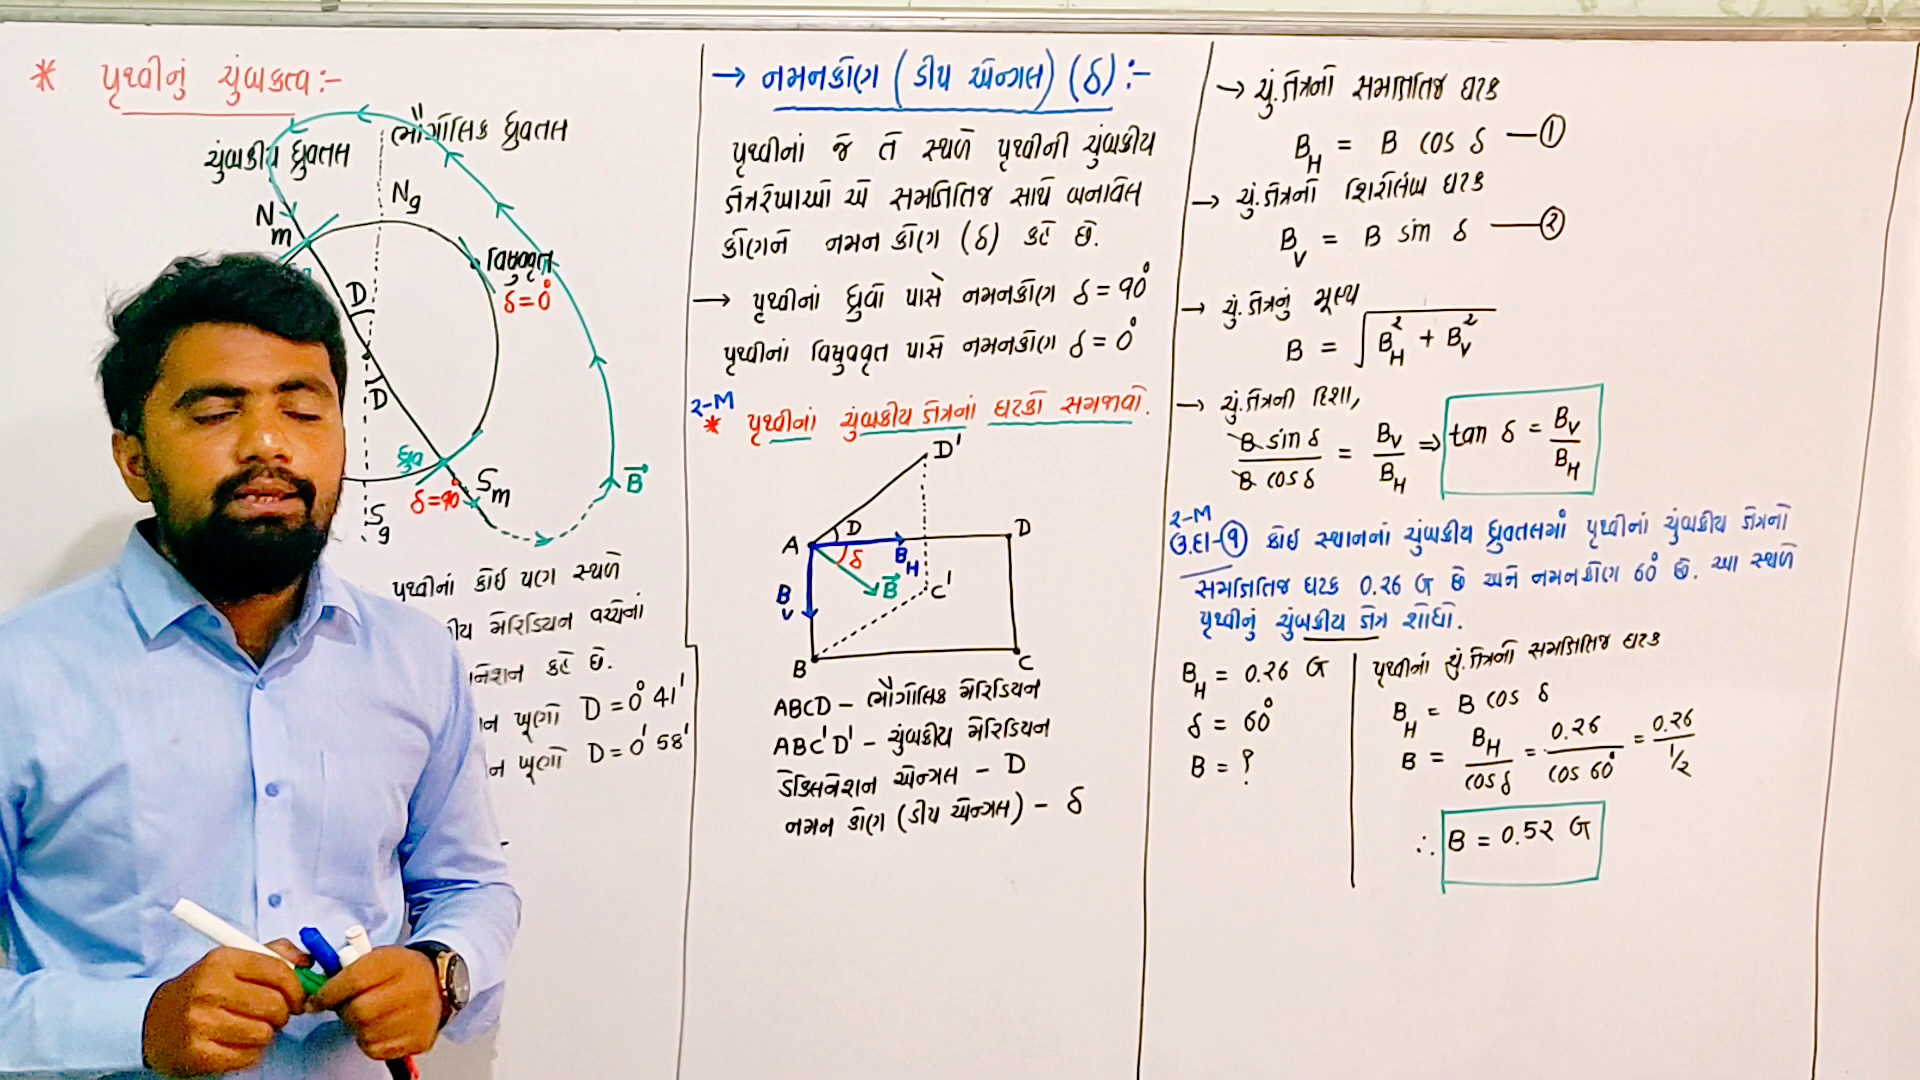 * પૃથ્વીનું ચુંબકત્વ:-
ભૌગોલિક ધ્રુવતલ
ચુંબકીય ધ્રુવતલ
Nm
Ng
વિષુવવૃત
δ=0°
D
D
ધ્રુવ
δ=90°
Sm
Sg
B⃗
પૃથ્વીનાં કોઈ પણ સ્થળે
મેરિડિયન વચ્ચેનાં
કહે છે.
ખૂણો D = 0° 41'
ખૂણો D = 0' 58'
→ નમનકોણ (ડીપ એન્ગલ) (δ):-
પૃથ્વીનાં જે તે સ્થળે પૃથ્વીની ચુંબકીય
ક્ષેત્રરેખાઓ એ સમક્ષિતિજ સાથે બનાવેલ
કોણને નમન કોણ (δ) કહે છે.
→ પૃથ્વીનાં ધ્રુવો પાસે નમનકોણ δ = 90°
પૃથ્વીનાં વિષુવવૃત પાસે નમનકોણ δ = 0°
2-M
* પૃથ્વીનાં ચુંબકીય ક્ષેત્રનાં ઘટકો સમજાવો.
D'
A D D
δ BH
BV B⃗ C'
B C
ABCD - ભૌગોલિક મેરિડિયન
ABC'D' - ચુંબકીય મેરિડિયન
ડેક્લિનેશન એન્ગલ - D
નમન કોણ (ડીપ એન્ગલ) - δ
→ ચું.ક્ષેત્રનો સમક્ષિતિજ ઘટક
BH = B cos δ —①
→ ચું.ક્ષેત્રનો શિરોલંબ ઘટક
BV = B sin δ —②
→ ચું.ક્ષેત્રનું મૂલ્ય
B = √(BH² + BV²)
→ ચું.ક્ષેત્રની દિશા,
B sin δ / B cos δ = BV / BH ⇒ tan δ = BV / BH
2-M
ઉ.દા-① કોઈ સ્થાનનાં ચુંબકીય ધ્રુવતલમાં પૃથ્વીનાં ચુંબકીય ક્ષેત્રનો
સમક્ષિતિજ ઘટક 0.26 G છે અને નમનકોણ 60° છે. આ સ્થળે
પૃથ્વીનું ચુંબકીય ક્ષેત્ર શોધો.
BH = 0.26 G
δ = 60°
B = ?
પૃથ્વીનાં ચું.ક્ષેત્રનો સમક્ષિતિજ ઘટક
BH = B cos δ
B = BH / cos δ = 0.26 / cos 60° = 0.26 / 1/2
∴ B = 0.52 G